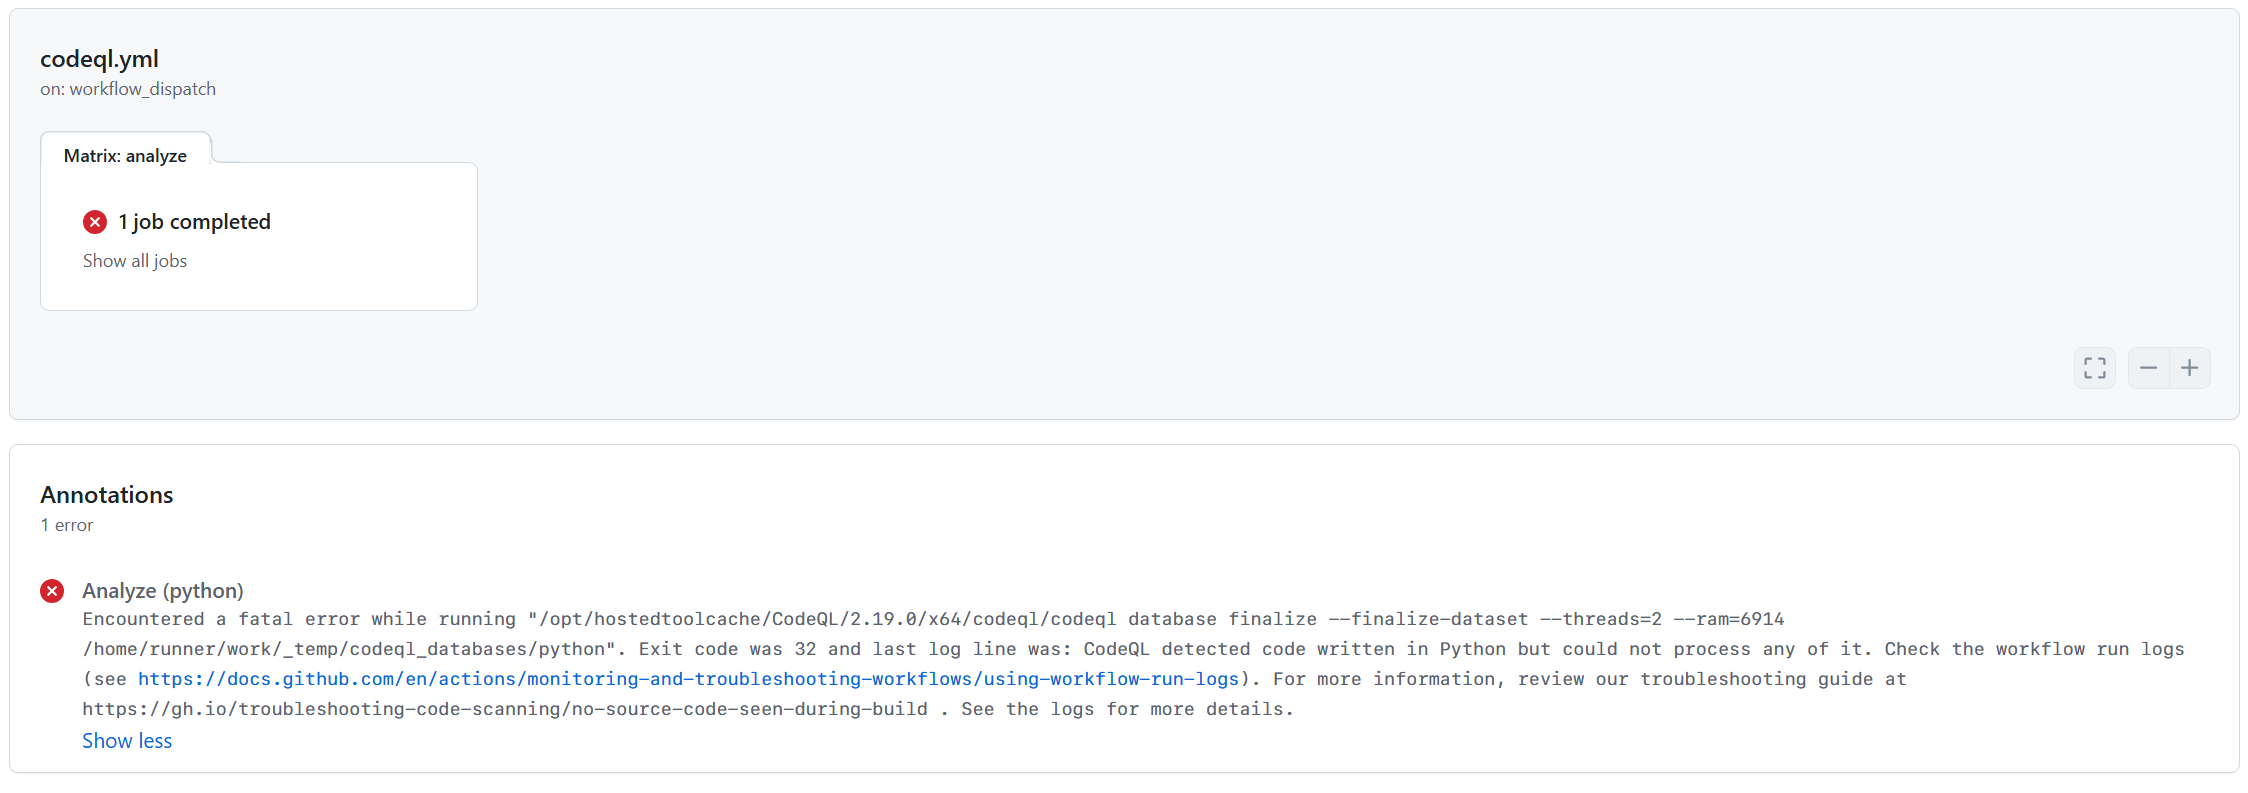 codeql.yml
on: workflow_dispatch
Matrix: analyze
1 job completed
Show all jobs
Annotations
1 error
Analyze (python)
Encountered a fatal error while running "/opt/hostedtoolcache/CodeQL/2.19.0/x64/codeql/codeql database finalize --finalize-dataset --threads=2 --ram=6914
/home/runner/work/_temp/codeql_databases/python". Exit code was 32 and last log line was: CodeQL detected code written in Python but could not process any of it. Check the workflow run logs
(see https://docs.github.com/en/actions/monitoring-and-troubleshooting-workflows/using-workflow-run-logs). For more information, review our troubleshooting guide at
https://gh.io/troubleshooting-code-scanning/no-source-code-seen-during-build . See the logs for more details.
Show less